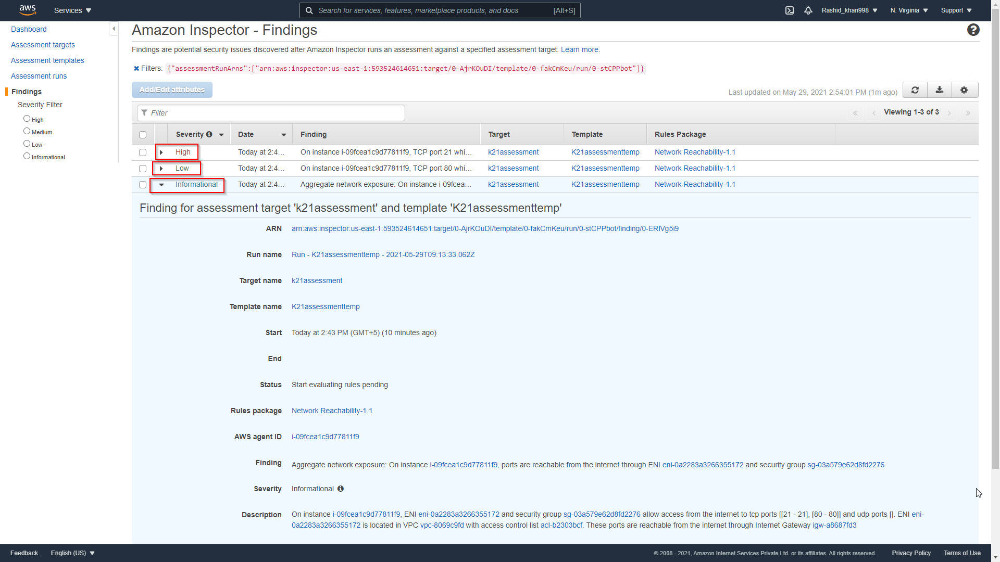 aws Services Search for services, features, marketplace products, and docs [Alt+S] Rashid_khan998 N. Virginia Support
Dashboard
Assessment targets
Assessment templates
Assessment runs
Findings
Severity Filter
High
Medium
Low
Informational
Amazon Inspector - Findings
Findings are potential security issues discovered after Amazon Inspector runs an assessment against a specified assessment target. Learn more.
Filters: {"assessmentRunArns":["arn:aws:inspector:us-east-1:593524614651:target/0-AjrKOuDI/template/0-fakCmKeu/run/0-stCPPbot"]}
Add/Edit attributes
Last updated on May 29, 2021 2:54:01 PM (1m ago)
Filter
« ‹ Viewing 1-3 of 3 › »
Severity Date Finding Target Template Rules Package
High Today at 2:4... On instance i-09fcea1c9d77811f9, TCP port 21 whi... k21assessment K21assessmenttemp Network Reachability-1.1
Low Today at 2:4... On instance i-09fcea1c9d77811f9, TCP port 80 whi... k21assessment K21assessmenttemp Network Reachability-1.1
Informational Today at 2:4... Aggregate network exposure: On instance i-09fcea... k21assessment K21assessmenttemp Network Reachability-1.1
Finding for assessment target 'k21assessment' and template 'K21assessmenttemp'
ARN arn:aws:inspector:us-east-1:593524614651:target/0-AjrKOuDI/template/0-fakCmKeu/run/0-stCPPbot/finding/0-ERIVg5i9
Run name Run - K21assessmenttemp - 2021-05-29T09:13:33.062Z
Target name k21assessment
Template name K21assessmenttemp
Start Today at 2:43 PM (GMT+5) (10 minutes ago)
End
Status Start evaluating rules pending
Rules package Network Reachability-1.1
AWS agent ID i-09fcea1c9d77811f9
Finding Aggregate network exposure: On instance i-09fcea1c9d77811f9, ports are reachable from the internet through ENI eni-0a2283a3266355172 and security group sg-03a579e62d8fd2276
Severity Informational
Description On instance i-09fcea1c9d77811f9, ENI eni-0a2283a3266355172 and security group sg-03a579e62d8fd2276 allow access from the internet to tcp ports [[21 - 21], [80 - 80]] and udp ports []. ENI eni-
0a2283a3266355172 is located in VPC vpc-8069c9fd with access control list acl-b2303bcf. These ports are reachable from the internet through Internet Gateway igw-a8687fd3
Feedback English (US) © 2008 - 2021, Amazon Internet Services Private Ltd. or its affiliates. All rights reserved. Privacy Policy Terms of Use